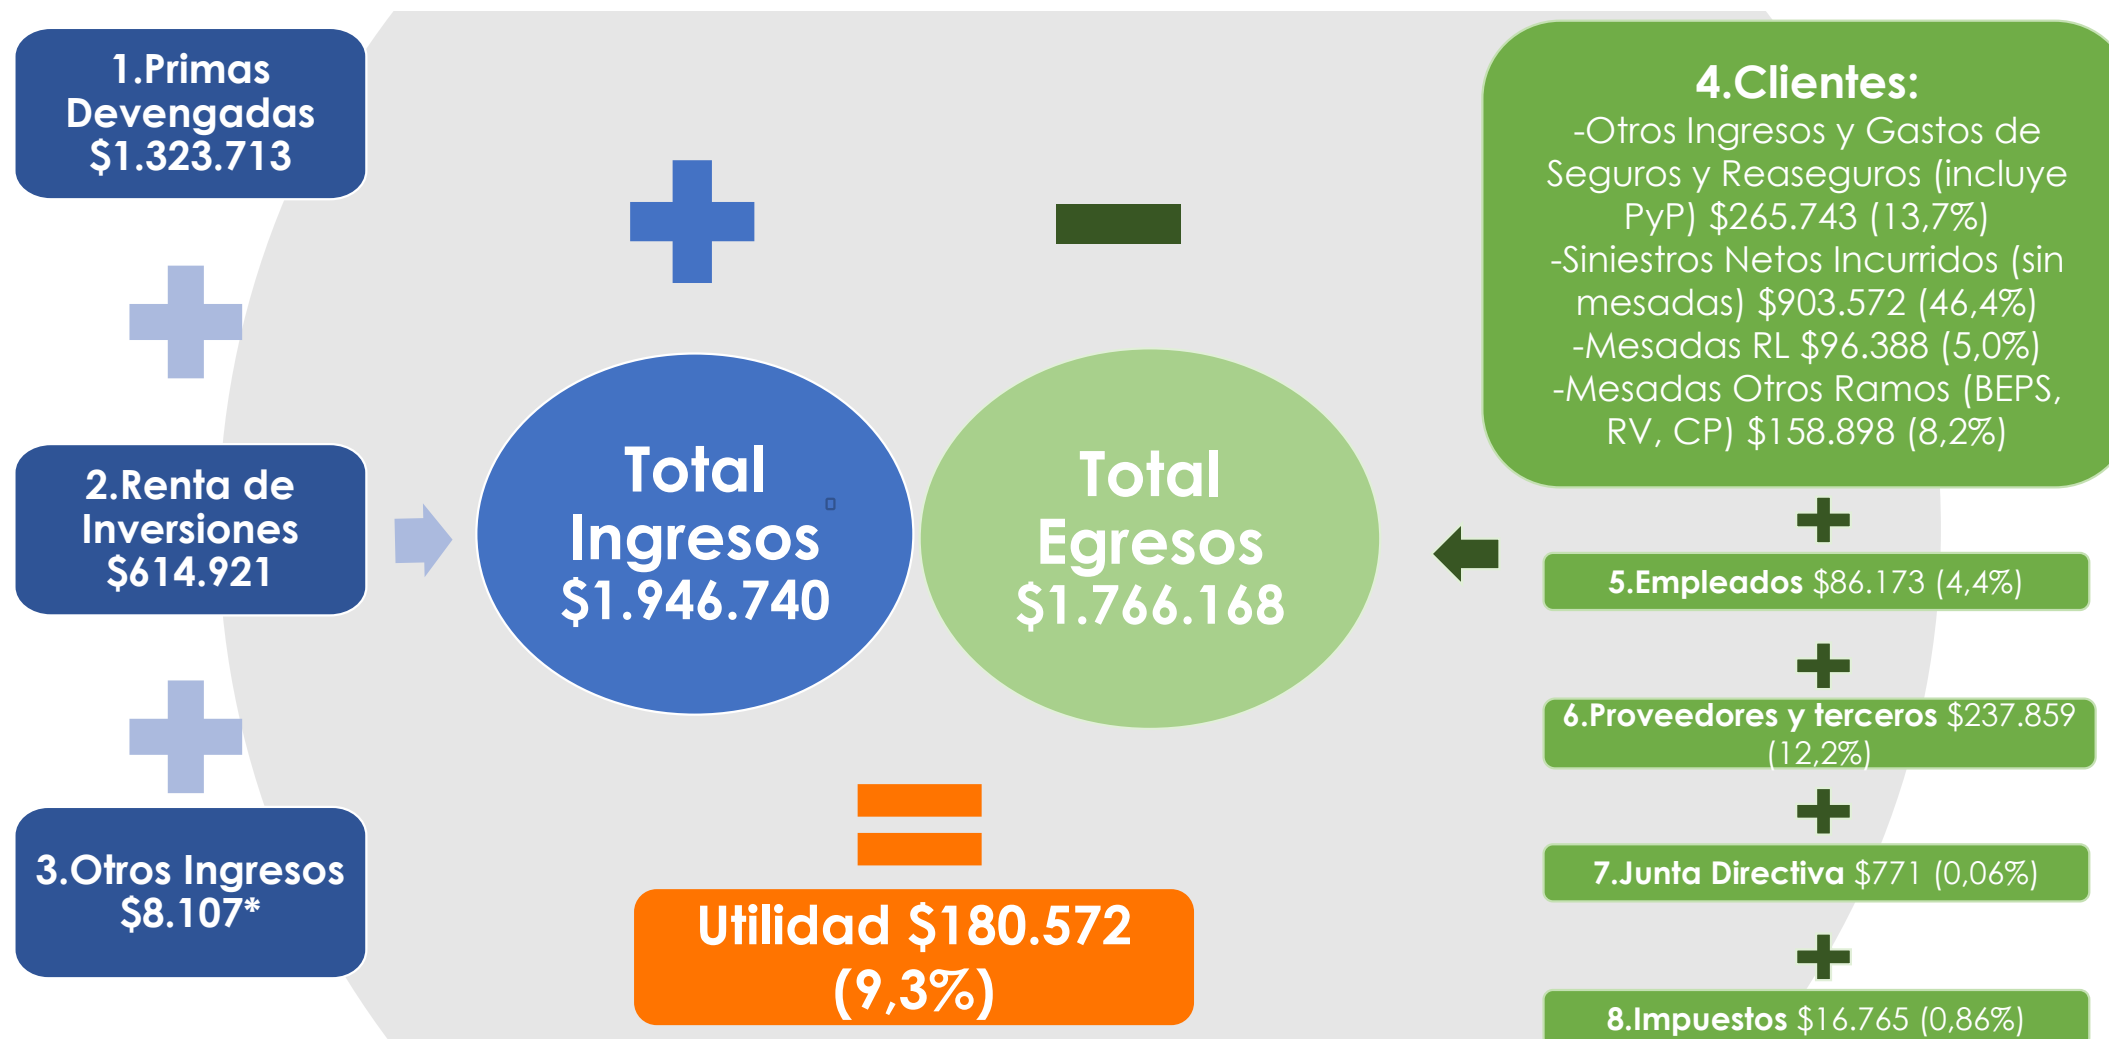 1.Primas
Devengadas
$1.323.713
2.Renta de
Inversiones
$614.921
3.Otros Ingresos
$8.107*
Total
Ingresos
$1.946.740
Total
Egresos
$1.766.168
Utilidad $180.572
(9,3%)
4.Clientes:
-Otros Ingresos y Gastos de
Seguros y Reaseguros (incluye
PyP) $265.743 (13,7%)
-Siniestros Netos Incurridos (sin
mesadas) $903.572 (46,4%)
-Mesadas RL $96.388 (5,0%)
-Mesadas Otros Ramos (BEPS,
RV, CP) $158.898 (8,2%)
5.Empleados $86.173 (4,4%)
6.Proveedores y terceros $237.859
(12,2%)
7.Junta Directiva $771 (0,06%)
8.Impuestos $16.765 (0,86%)